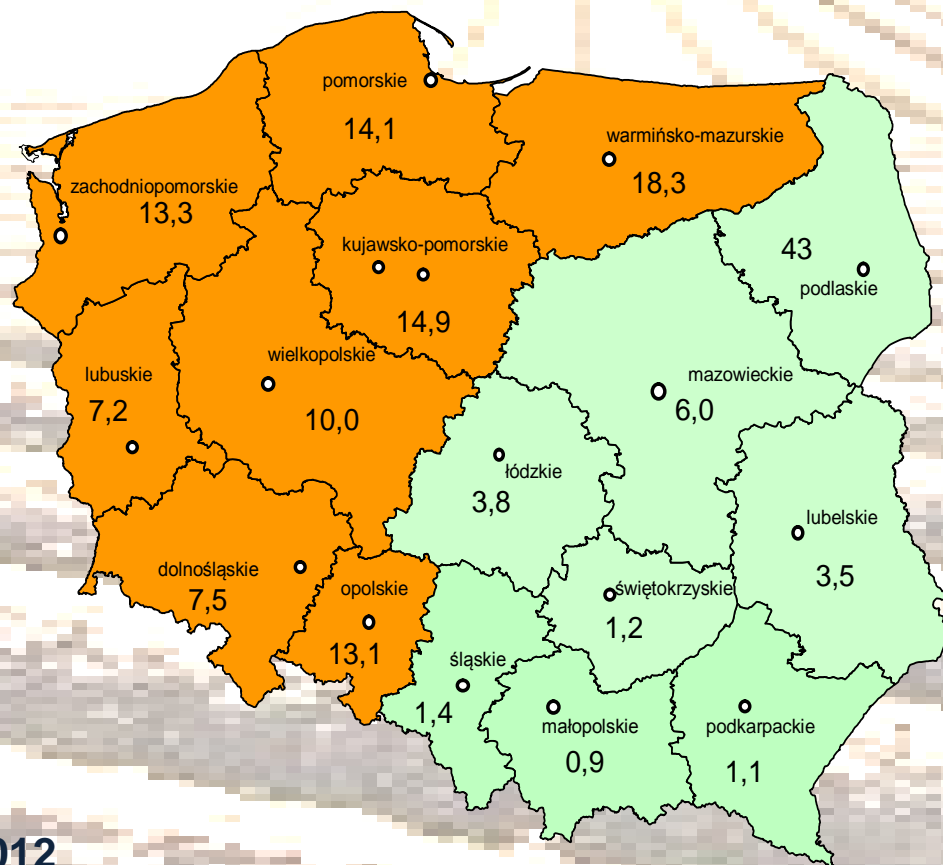 pomorskie
14,1
warmińsko-mazurskie
18,3
zachodniopomorskie
13,3
kujawsko-pomorskie
14,9
43
podlaskie
wielkopolskie
10,0
lubuskie
7,2
mazowieckie
6,0
łódzkie
3,8
lubelskie
3,5
dolnośląskie
7,5
opolskie
13,1
świętokrzyskie
1,2
śląskie
1,4
małopolskie
0,9
podkarpackie
1,1
012